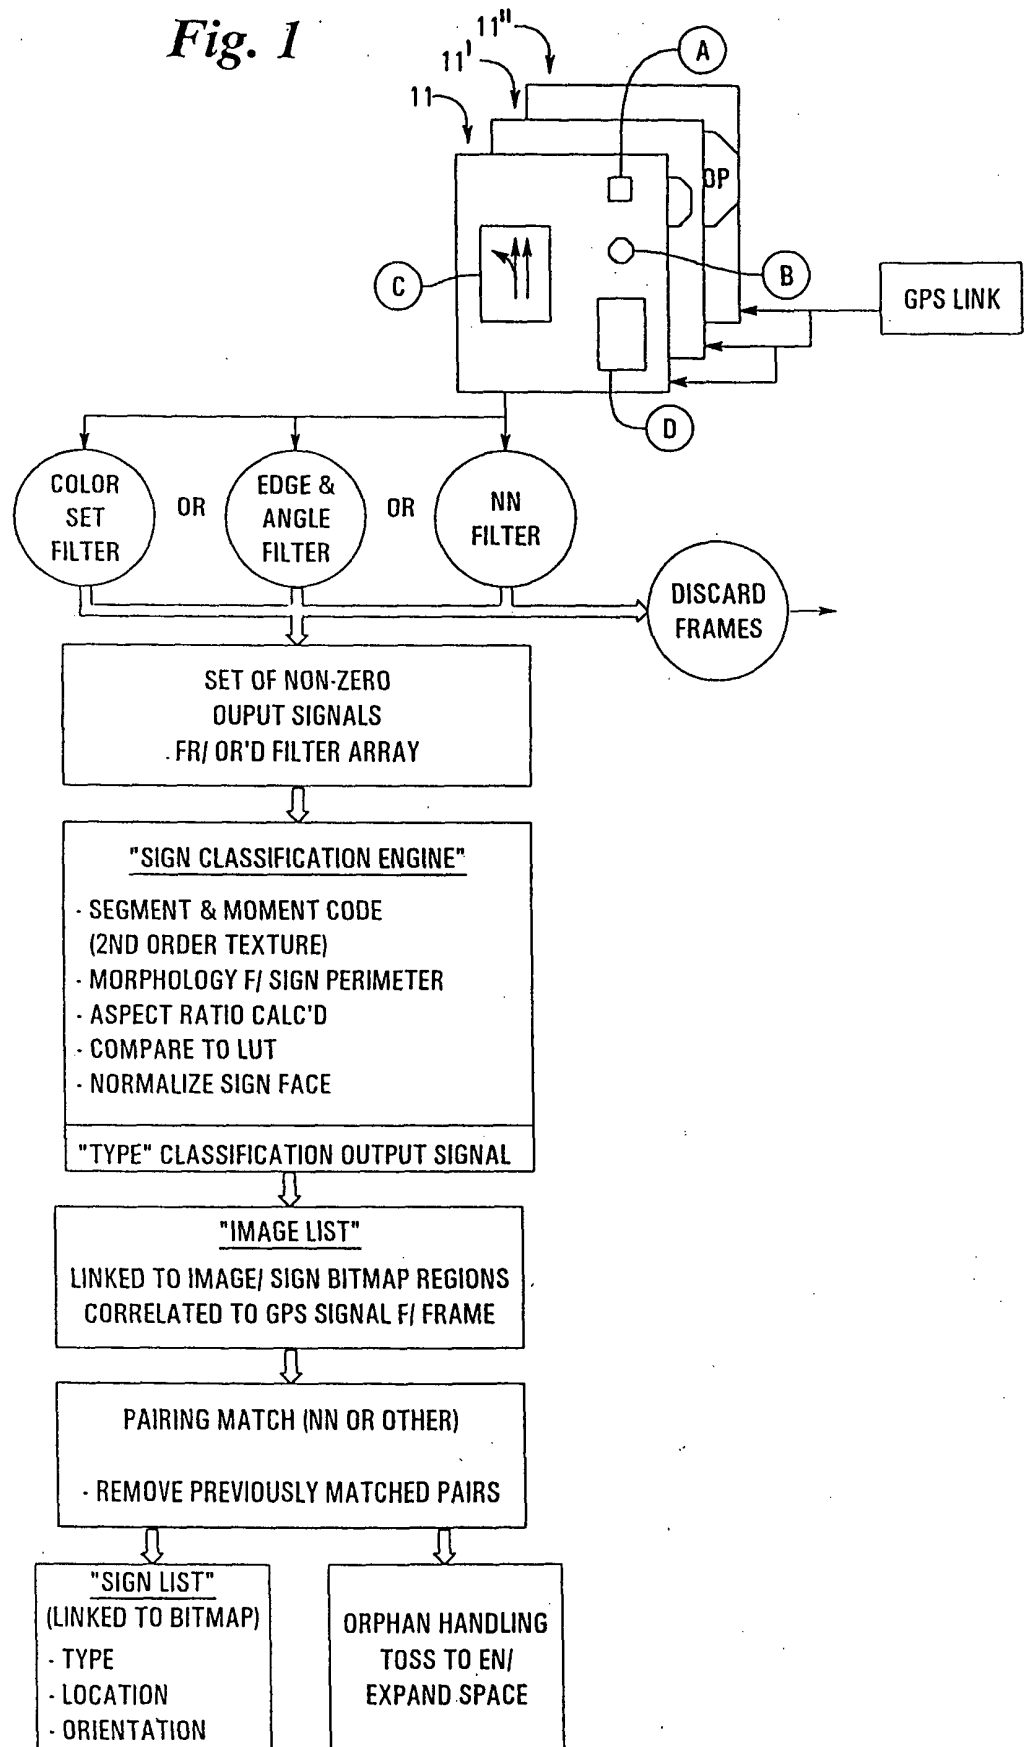 Fig. 1
11"
11'
11
A
OP
C
B
GPS LINK
D
COLOR
SET
FILTER
OR
EDGE &
ANGLE
FILTER
OR
NN
FILTER
DISCARD
FRAMES
SET OF NON-ZERO
OUPUT SIGNALS
FR/ OR'D FILTER ARRAY
"SIGN CLASSIFICATION ENGINE"
- SEGMENT & MOMENT CODE
(2ND ORDER TEXTURE)
- MORPHOLOGY F/ SIGN PERIMETER
- ASPECT RATIO CALC'D
- COMPARE TO LUT
- NORMALIZE SIGN FACE
"TYPE" CLASSIFICATION OUTPUT SIGNAL
"IMAGE LIST"
LINKED TO IMAGE/ SIGN BITMAP REGIONS
CORRELATED TO GPS SIGNAL F/ FRAME
PAIRING MATCH (NN OR OTHER)
- REMOVE PREVIOUSLY MATCHED PAIRS
"SIGN LIST"
(LINKED TO BITMAP)
- TYPE
- LOCATION
- ORIENTATION
ORPHAN HANDLING
TOSS TO EN/
EXPAND SPACE